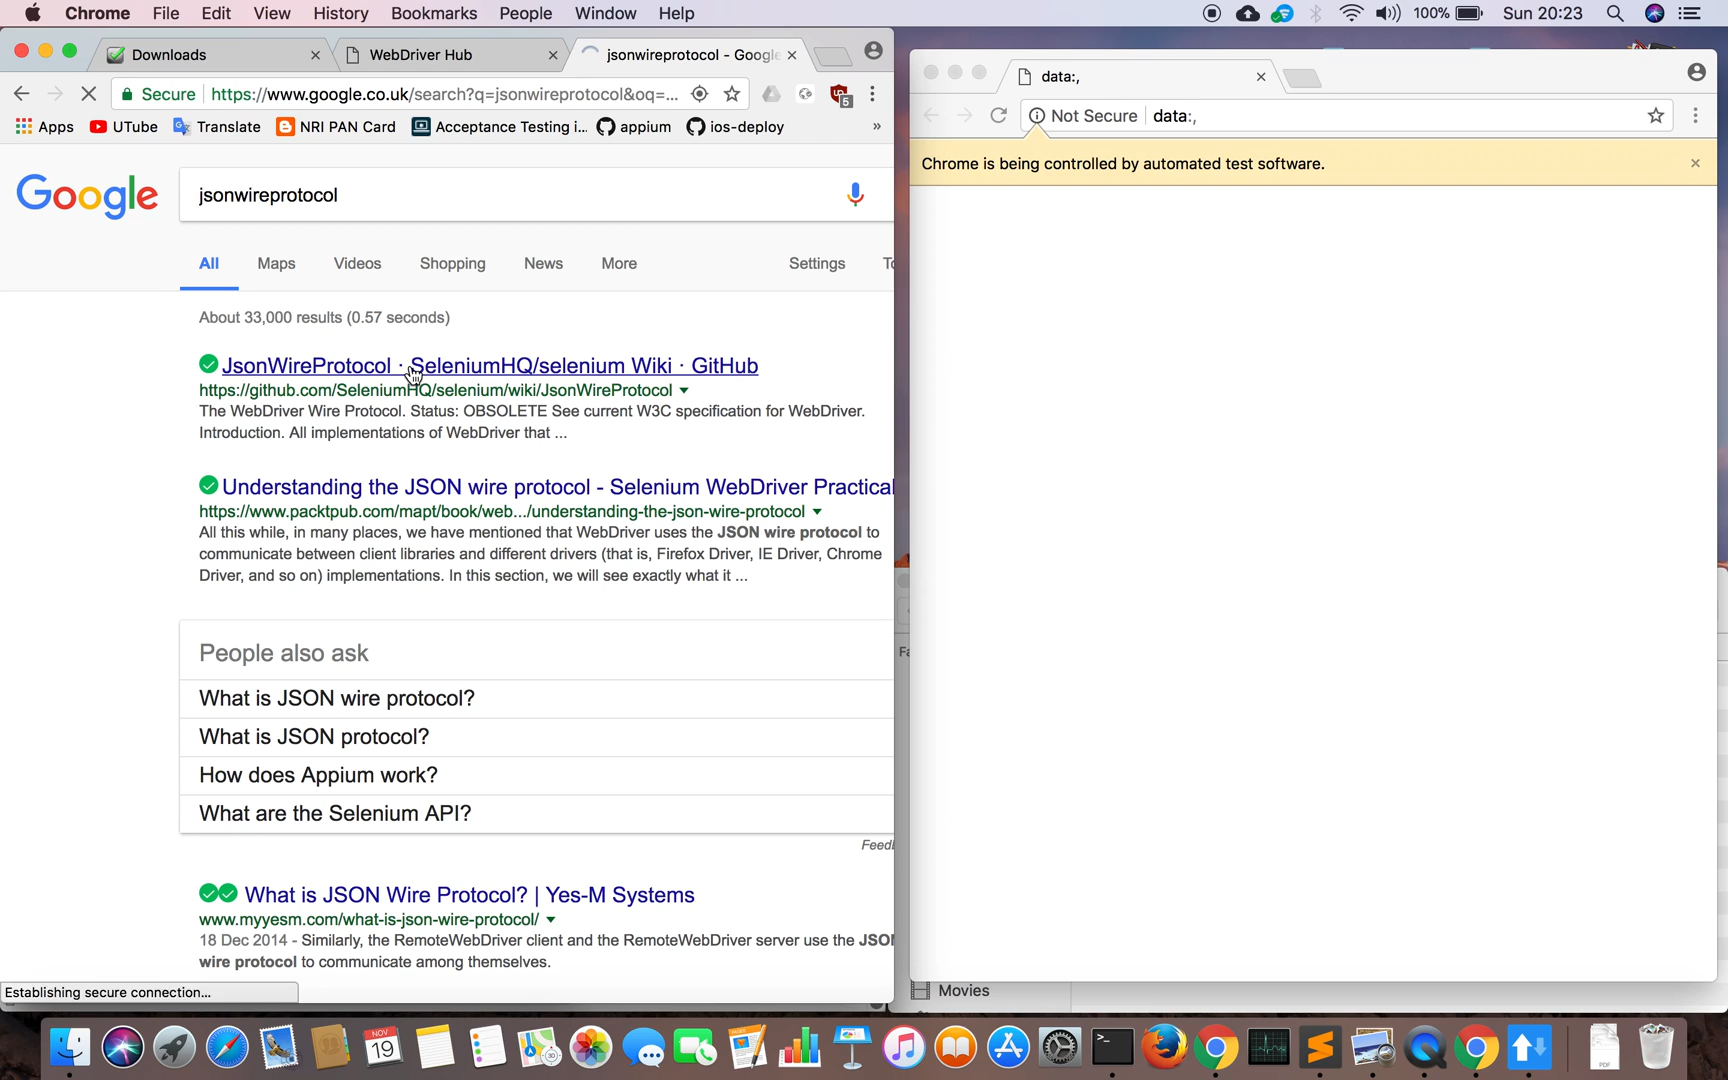 Chrome File Edit View History Bookmarks People Window Help 100% Sun 20:23
Downloads WebDriver Hub jsonwireprotocol - Google
Secure https://www.google.co.uk/search?q=jsonwireprotocol&oq=... 5
Apps UTube Translate NRI PAN Card Acceptance Testing i... appium ios-deploy »
Google jsonwireprotocol
All Maps Videos Shopping News More Settings
About 33,000 results (0.57 seconds)
JsonWireProtocol · SeleniumHQ/selenium Wiki · GitHub
https://github.com/SeleniumHQ/selenium/wiki/JsonWireProtocol
The WebDriver Wire Protocol. Status: OBSOLETE See current W3C specification for WebDriver.
Introduction. All implementations of WebDriver that ...
Understanding the JSON wire protocol - Selenium WebDriver Practical
https://www.packtpub.com/mapt/book/web.../understanding-the-json-wire-protocol
All this while, in many places, we have mentioned that WebDriver uses the JSON wire protocol to
communicate between client libraries and different drivers (that is, Firefox Driver, IE Driver, Chrome
Driver, and so on) implementations. In this section, we will see exactly what it ...
People also ask
What is JSON wire protocol?
What is JSON protocol?
How does Appium work?
What are the Selenium API?
Feedb
What is JSON Wire Protocol? | Yes-M Systems
www.myyesm.com/what-is-json-wire-protocol/
18 Dec 2014 - Similarly, the RemoteWebDriver client and the RemoteWebDriver server use the JSO
wire protocol to communicate among themselves.
Establishing secure connection...
data:,
Not Secure data:,
Chrome is being controlled by automated test software.
Fa
Movies
NOV
19
PAGES
PDF